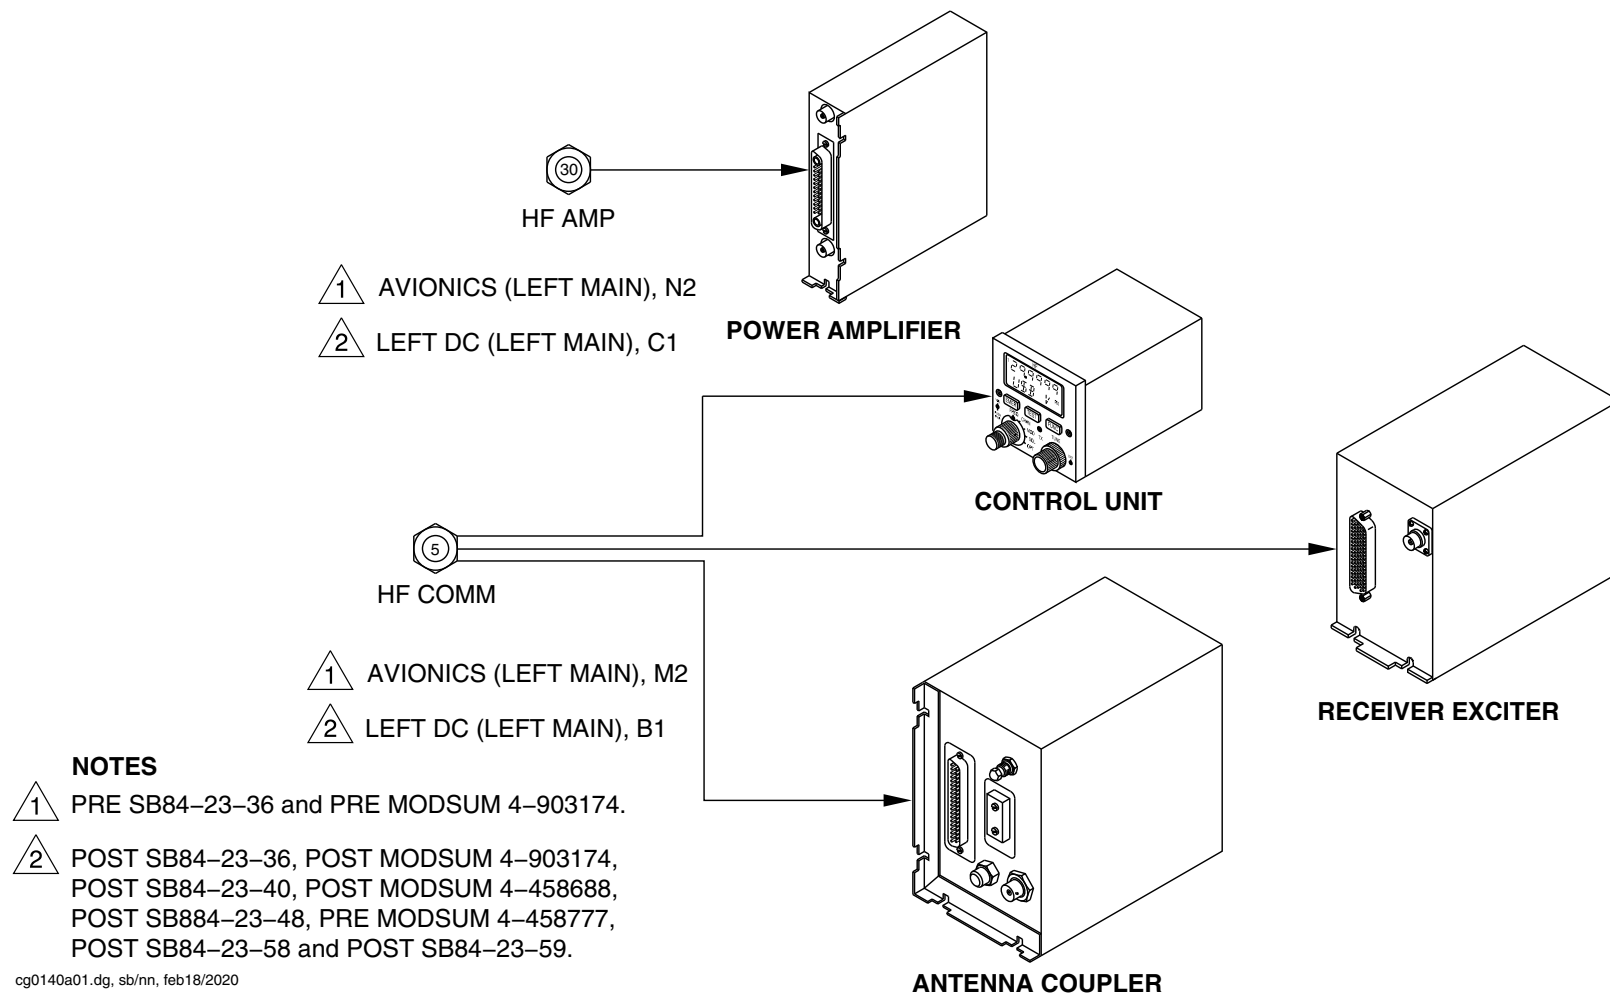 30
HF AMP
1 AVIONICS (LEFT MAIN), N2
2 LEFT DC (LEFT MAIN), C1
POWER AMPLIFIER
CONTROL UNIT
5
HF COMM
1 AVIONICS (LEFT MAIN), M2
2 LEFT DC (LEFT MAIN), B1
RECEIVER EXCITER
ANTENNA COUPLER
NOTES
1 PRE SB84–23–36 and PRE MODSUM 4–903174.
2 POST SB84–23–36, POST MODSUM 4–903174,
POST SB84–23–40, POST MODSUM 4–458688,
POST SB884–23–48, PRE MODSUM 4–458777,
POST SB84–23–58 and POST SB84–23–59.
cg0140a01.dg, sb/nn, feb18/2020